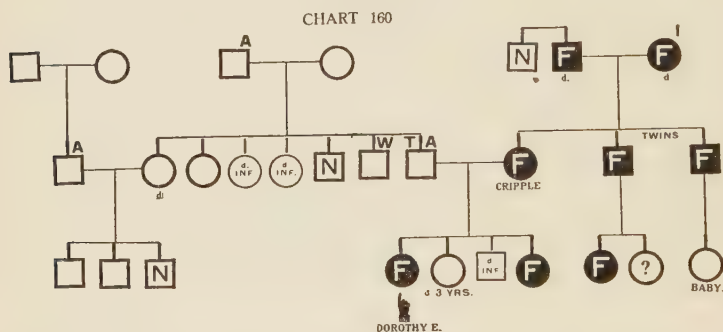 CHART 160
A
N
F
d.
F
d
A
d.
INF
d
INF.
N
W
T
A
F
CRIPPLE
TWINS
F
F
N
F
d 3 YRS.
d
INF
F
F
?
BABY.
DOROTHY E.